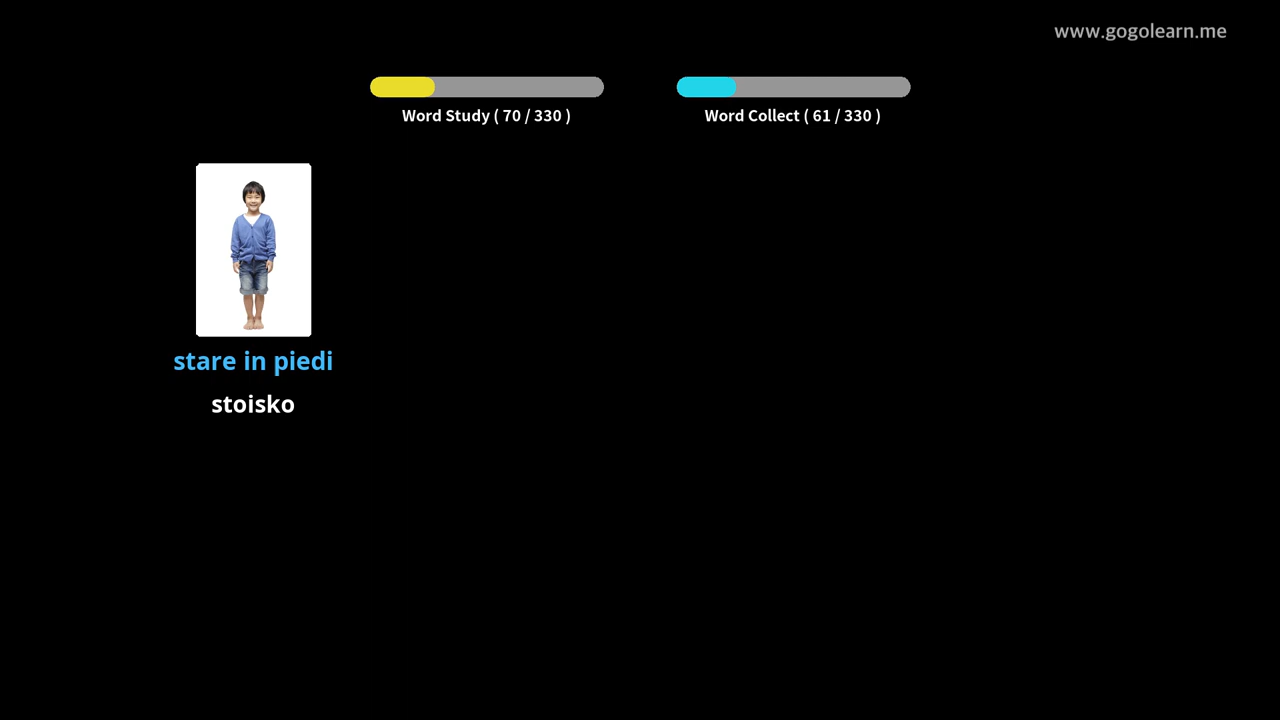 www.gogolearn.me
Word Study ( 70 / 330 )
Word Collect ( 61 / 330 )
stare in piedi
stoisko